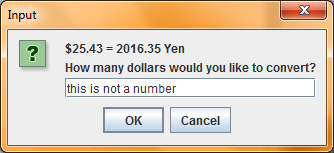 Input
$25.43 = 2016.35 Yen
How many dollars would you like to convert?
this is not a number
OK Cancel